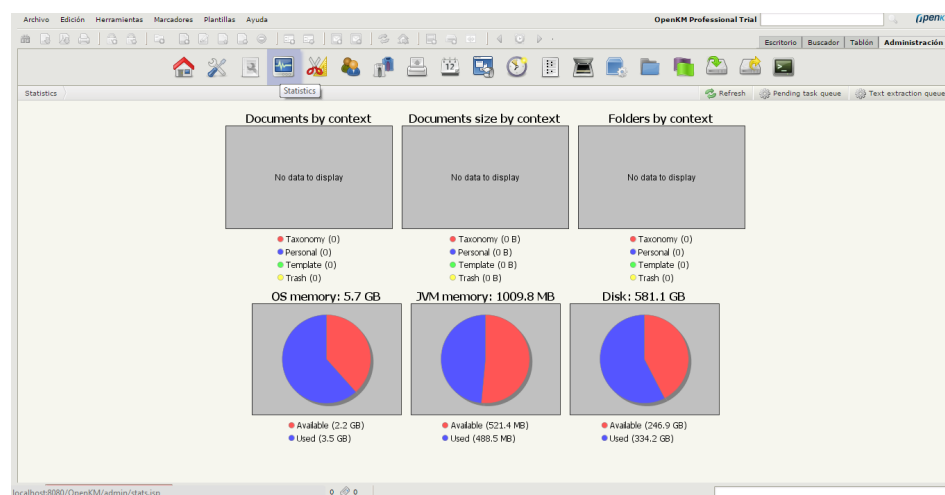 Archivo Edición Herramientas Marcadores Plantillas Ayuda
OpenKM Professional Trial
Escritorio Buscador Tablón Administración
Statistics
Statistics
Refresh Pending task queue Text extraction queue
Documents by context Documents size by context Folders by context
No data to display No data to display No data to display
Taxonomy (0) Taxonomy (0 B) Taxonomy (0)
Personal (0) Personal (0 B) Personal (0)
Template (0) Template (0 B) Template (0)
Trash (0) Trash (0 B) Trash (0)
OS memory: 5.7 GB JVM memory: 1009.8 MB Disk: 581.1 GB
Available (2.2 GB) Available (521.4 MB) Available (246.9 GB)
Used (3.5 GB) Used (488.5 MB) Used (334.2 GB)
localhost:8080/OpenKM/admin/stats.jsp
0 0